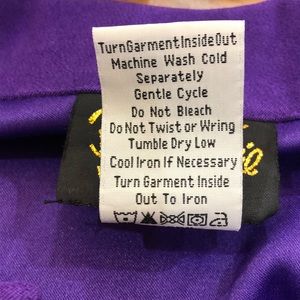 TurnGarmentInsideOut
Machine Wash Cold
Separately
Gentle Cycle
Do Not Bleach
Do Not Twist or Wring
Tumble Dry Low
Cool Iron If Necessary
Turn Garment Inside
Out To Iron